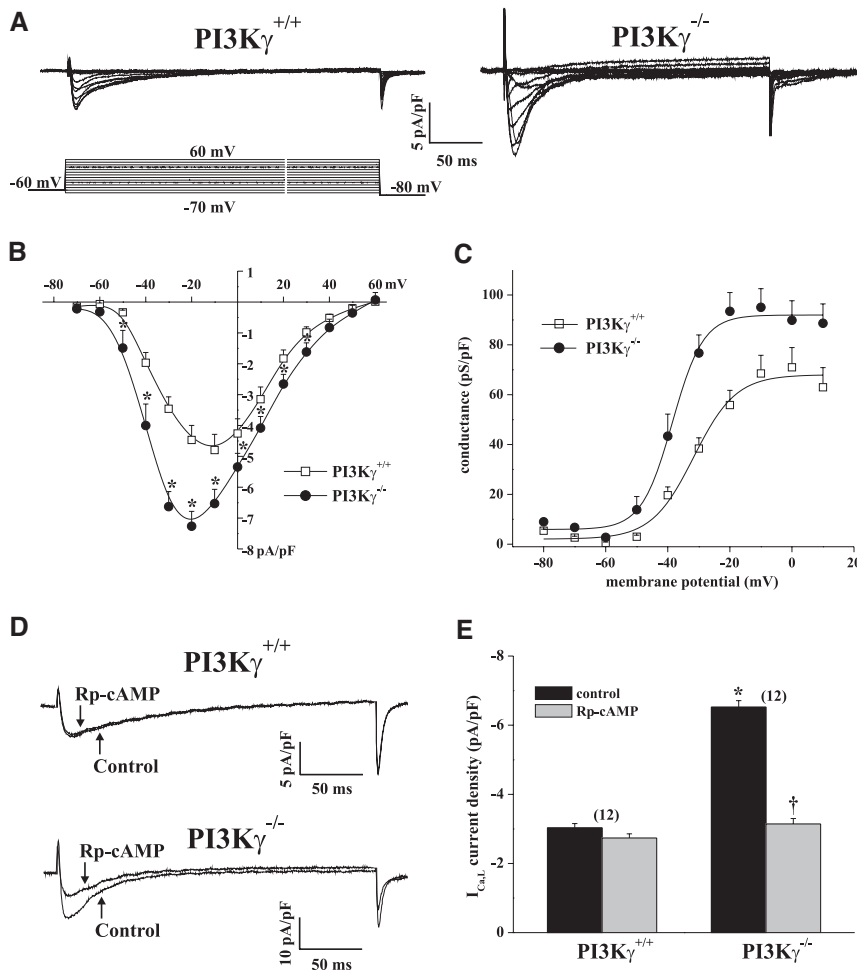 A
PI3Kγ+/+
PI3Kγ-/-
5 pA/pF
50 ms
60 mV
-60 mV
-80 mV
-70 mV
B
-80 -60 -40 -20 0 20 40 60 mV
1
-1
-2
-3
-4
-5
-6
-7
-8 pA/pF
*
*
*
*
*
*
*
*
*
PI3Kγ+/+
PI3Kγ-/-
C
conductance (pS/pF)
100
80
60
40
20
0
PI3Kγ+/+
PI3Kγ-/-
-80 -60 -40 -20 0 20
membrane potential (mV)
D
PI3Kγ+/+
Rp-cAMP
Control
5 pA/pF
50 ms
PI3Kγ-/-
Rp-cAMP
Control
10 pA/pF
50 ms
E
ICa,L current density (pA/pF)
-8
-6
-4
-2
0
control
Rp-cAMP
(12)
* (12)
†
PI3Kγ+/+ PI3Kγ-/-